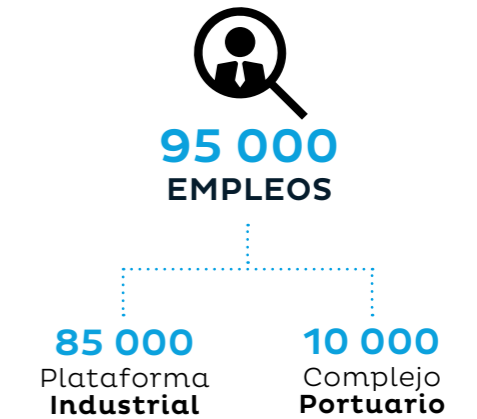 95 000
EMPLEOS
85 000
Plataforma
Industrial
10 000
Complejo
Portuario